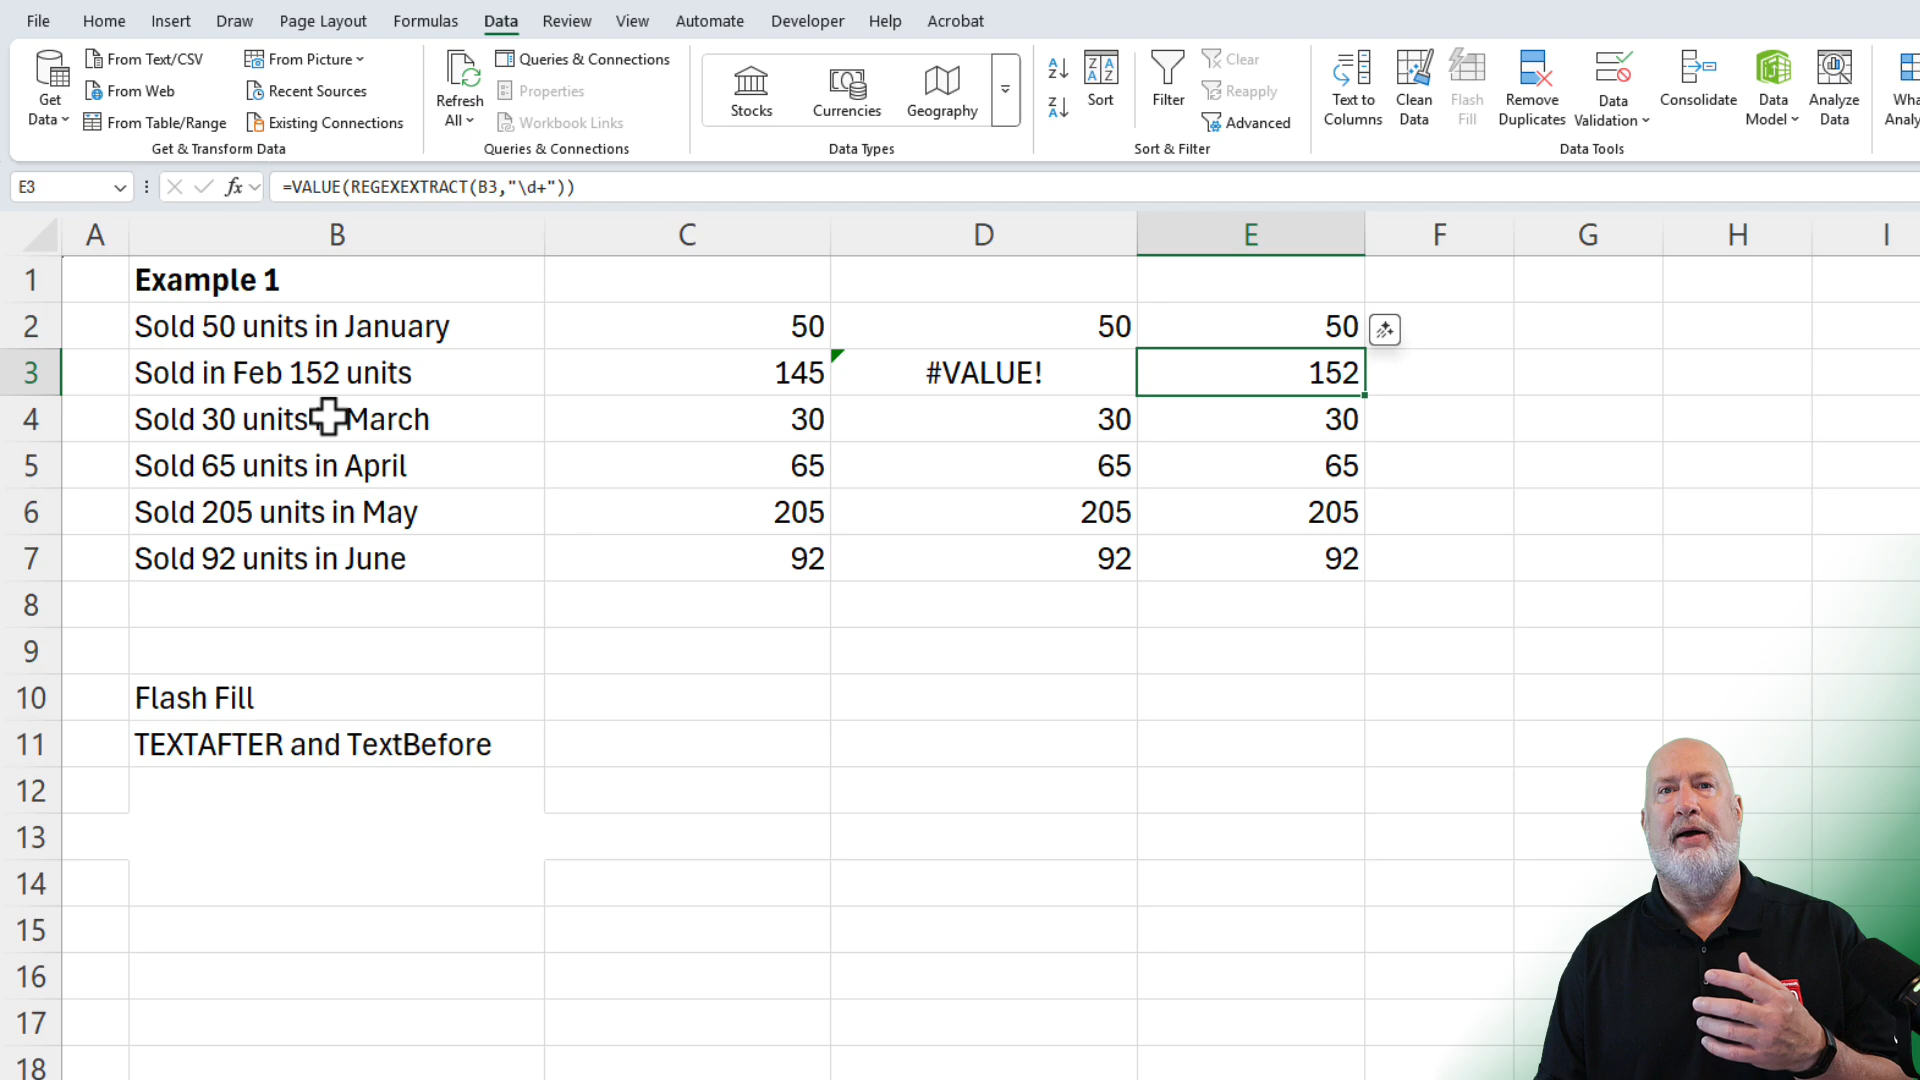 File Home Insert Draw Page Layout Formulas Data Review View Automate Developer Help Acrobat
Get Data
From Text/CSV
From Web
From Table/Range
From Picture
Recent Sources
Existing Connections
Get & Transform Data
Refresh All
Queries & Connections
Properties
Workbook Links
Queries & Connections
Stocks
Currencies
Geography
Data Types
Sort
Filter
Clear
Reapply
Advanced
Sort & Filter
Text to Columns
Clean Data
Flash Fill
Remove Duplicates
Data Validation
Consolidate
Data Model
Analyze Data
Data Tools
E3 fx =VALUE(REGEXEXTRACT(B3,"\d+"))
A B C D E F G H I
1 Example 1
2 Sold 50 units in January 50 50 50
3 Sold in Feb 152 units 145 #VALUE! 152
4 Sold 30 units March 30 30 30
5 Sold 65 units in April 65 65 65
6 Sold 205 units in May 205 205 205
7 Sold 92 units in June 92 92 92
8
9
10 Flash Fill
11 TEXTAFTER and TextBefore
12
13
14
15
16
17
18